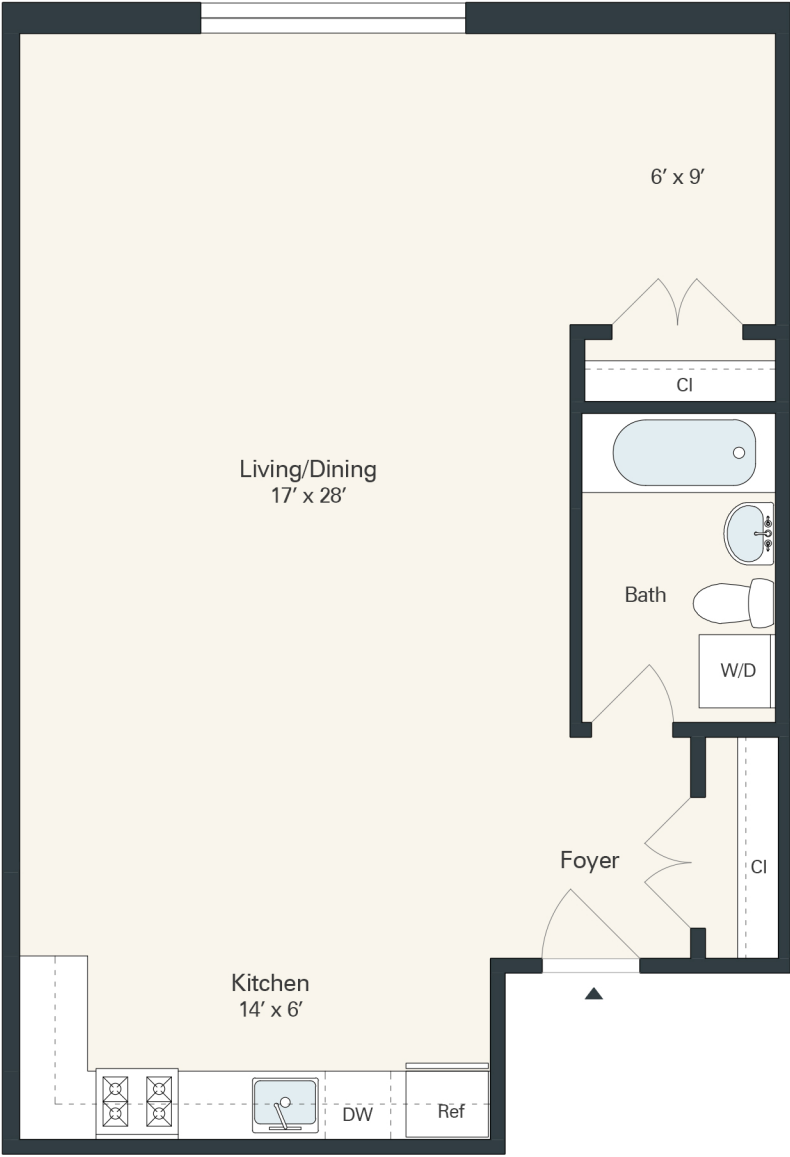 6′ x 9′
Cl
Living/Dining
17′ x 28′
Bath
W/D
Foyer
Cl
Kitchen
14′ x 6′
DW
Ref